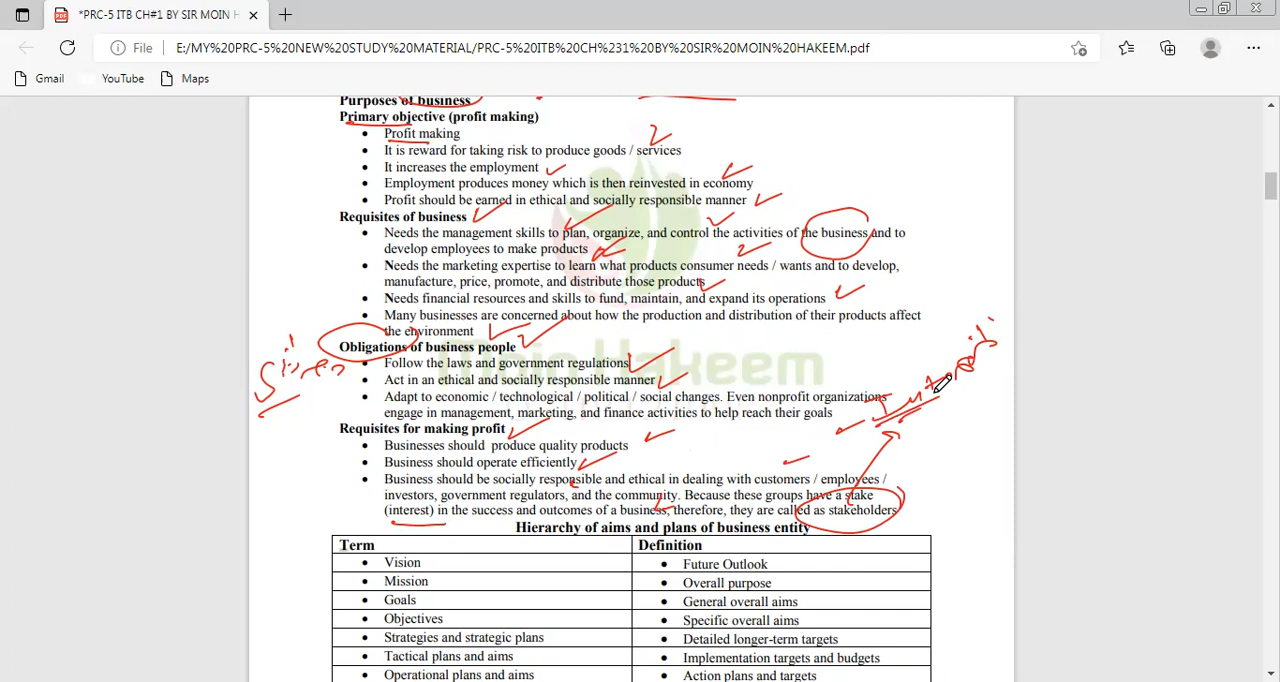 *PRC-5 ITB CH#1 BY SIR MOIN H
File
E:/MY%20PRC-5%20NEW%20STUDY%20MATERIAL/PRC-5%20ITB%20CH%231%20BY%20SIR%20MOIN%20HAKEEM.pdf
Gmail YouTube Maps
Purposes of business
Primary objective (profit making)
• Profit making
• It is reward for taking risk to produce goods / services
• It increases the employment
• Employment produces money which is then reinvested in economy
• Profit should be earned in ethical and socially responsible manner
Requisites of business
• Needs the management skills to plan, organize, and control the activities of the business and to
develop employees to make products
• Needs the marketing expertise to learn what products consumer needs / wants and to develop,
manufacture, price, promote, and distribute those products
• Needs financial resources and skills to fund, maintain, and expand its operations
• Many businesses are concerned about how the production and distribution of their products affect
the environment
Obligations of business people
• Follow the laws and government regulations
• Act in an ethical and socially responsible manner
• Adapt to economic / technological / political / social changes. Even nonprofit organizations
engage in management, marketing, and finance activities to help reach their goals
Requisites for making profit
• Businesses should produce quality products
• Business should operate efficiently
• Business should be socially responsible and ethical in dealing with customers / employees /
investors, government regulators, and the community. Because these groups have a stake
(interest) in the success and outcomes of a business, therefore, they are called as stakeholders
Moin Hakeem
Hierarchy of aims and plans of business entity
Term Definition
• Vision • Future Outlook
• Mission • Overall purpose
• Goals • General overall aims
• Objectives • Specific overall aims
• Strategies and strategic plans • Detailed longer-term targets
• Tactical plans and aims • Implementation targets and budgets
• Operational plans and aims • Action plans and targets